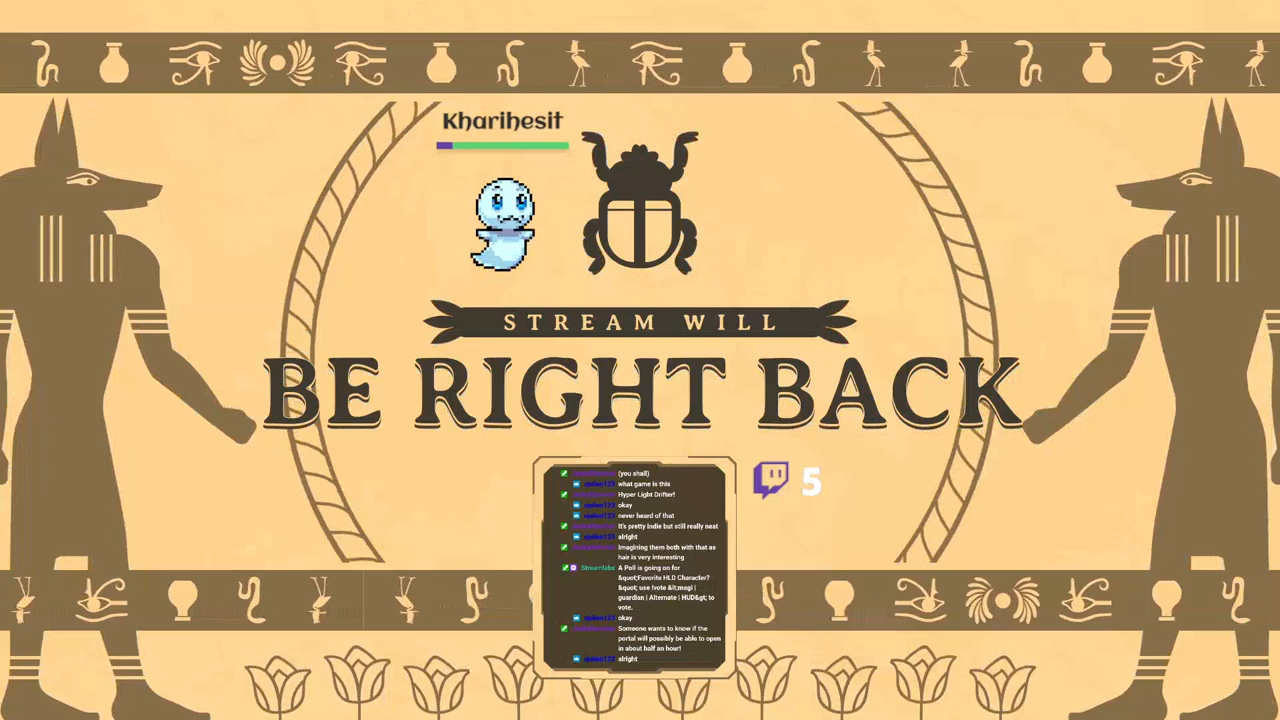 Kharihesit
STREAM WILL
BE RIGHT BACK
5
(you shall)
ojulien123 what game is this
Hyper Light Drifter!
ojulien123 okay
ojulien123 never heard of that
It's pretty indie but still really neat
ojulien123 alright
Imagining them both with that as
hair is very interesting
Streamlabs A Poll is going on for
&quot;Favorite HLD Character?
&quot; use !vote &lt;magi |
guardian | Alternate | HUD&gt; to
vote.
okay
Someone wants to know if the
portal will possibly be able to open
in about half an hour!
alright